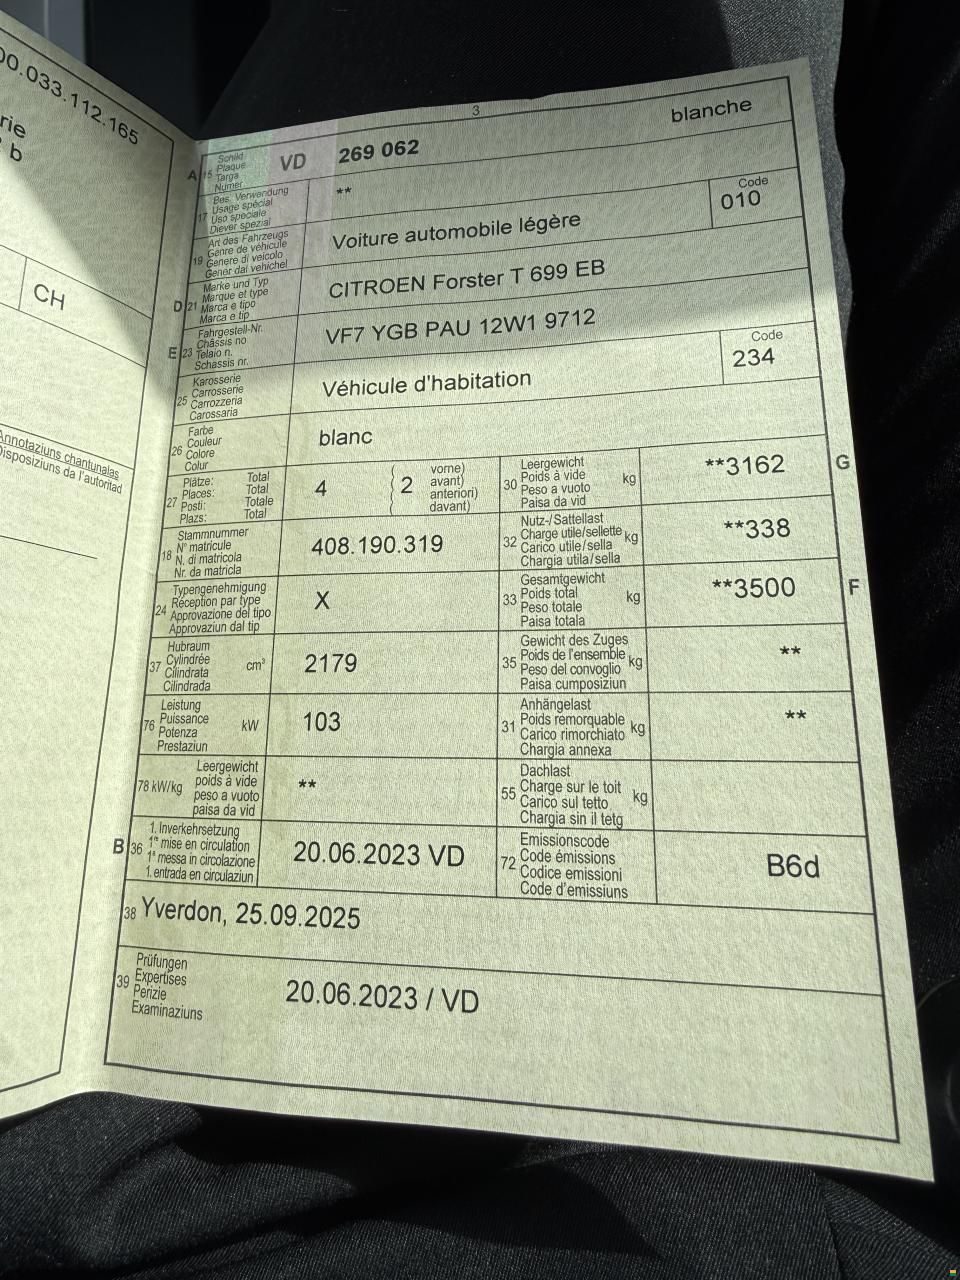 00.033.112.165
rie
b
CH
Annotaziuns chantunalas
Disposiziuns da l'autoritad
3
A 15 Schild Plaque Targa Numer
VD 269 062 blanche
17 Bes. Verwendung Usage spécial Uso speciale Diever spezial
**
19 Art des Fahrzeugs Genre de véhicule Genere di veicolo Gener dal vehichel
Voiture automobile légère
Code 010
D 21 Marke und Typ Marque et type Marca e tipo Marca e tip
CITROEN Forster T 699 EB
E 23 Fahrgestell-Nr. Châssis no Telaio n. Schassis nr.
VF7 YGB PAU 12W1 9712
25 Karosserie Carrosserie Carrozzeria Carossaria
Véhicule d'habitation
Code 234
26 Farbe Couleur Colore Colur
blanc
27 Plätze: Total Places: Total Posti: Totale Plazs: Total
4 ( 2 vorne) avant) anteriori) davant)
30 Leergewicht Poids à vide Peso a vuoto Paisa da vid kg
**3162 G
18 Stammnummer N° matricule N. di matricola Nr. da matricla
408.190.319
32 Nutz-/Sattellast Charge utile/sellette Carico utile/sella Chargia utila/sella kg
**338
24 Typengenehmigung Réception par type Approvazione del tipo Approvaziun dal tip
X
33 Gesamtgewicht Poids total Peso totale Paisa totala kg
**3500 F
37 Hubraum Cylindrée Cilindrata Cilindrada cm³
2179
35 Gewicht des Zuges Poids de l'ensemble Peso del convoglio Paisa cumposiziun kg
**
76 Leistung Puissance Potenza Prestaziun kW
103
31 Anhängelast Poids remorquable Carico rimorchiato Chargia annexa kg
**
78 kW/kg Leergewicht poids à vide peso a vuoto paisa da vid
**
55 Dachlast Charge sur le toit Carico sul tetto Chargia sin il tetg kg
B 36 1. Inverkehrsetzung 1re mise en circulation 1a messa in circolazione 1. entrada en circulaziun
20.06.2023 VD
72 Emissionscode Code émissions Codice emissioni Code d'emissiuns
B6d
38 Yverdon, 25.09.2025
39 Prüfungen Expertises Perizie Examinaziuns
20.06.2023 / VD